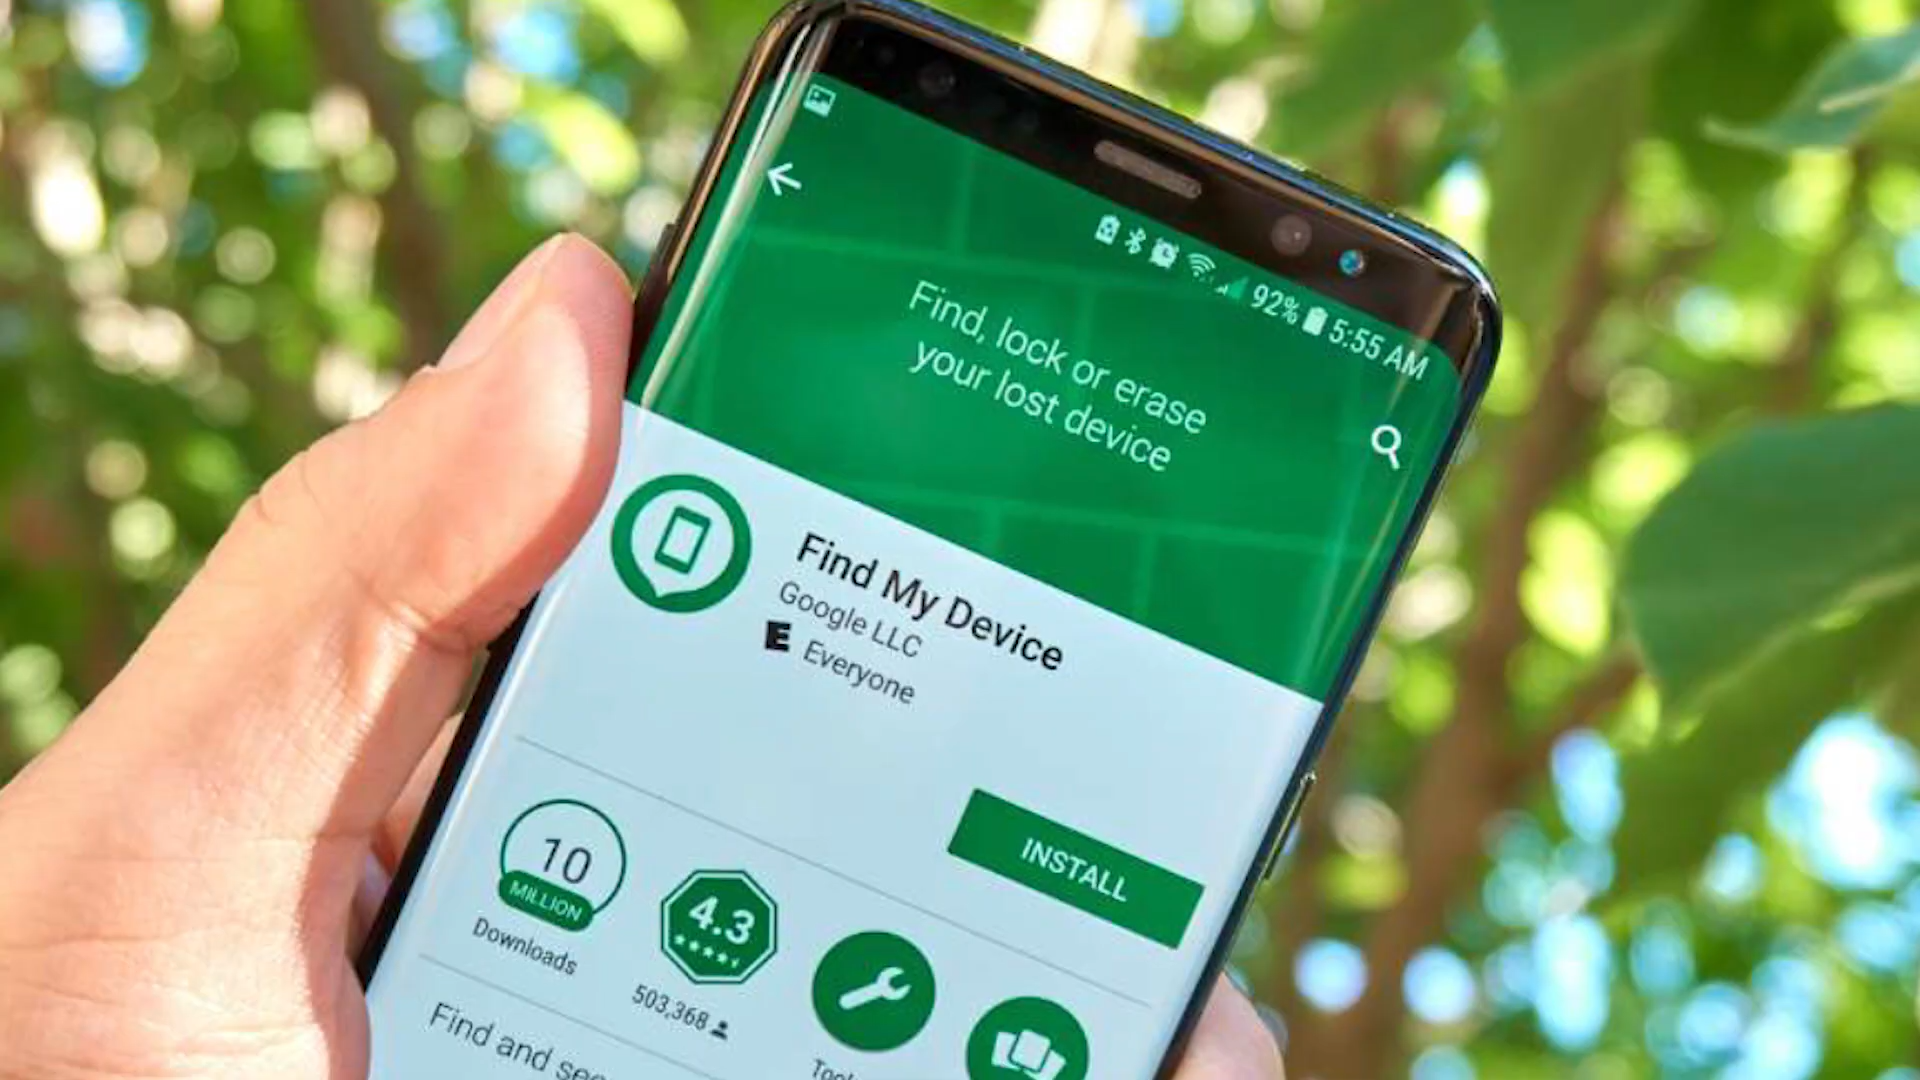 92% 5:55 AM
Find, lock or erase
your lost device
Find My Device
Google LLC
E Everyone
INSTALL
10
MILLION
Downloads
4.3
503,368
Find and see